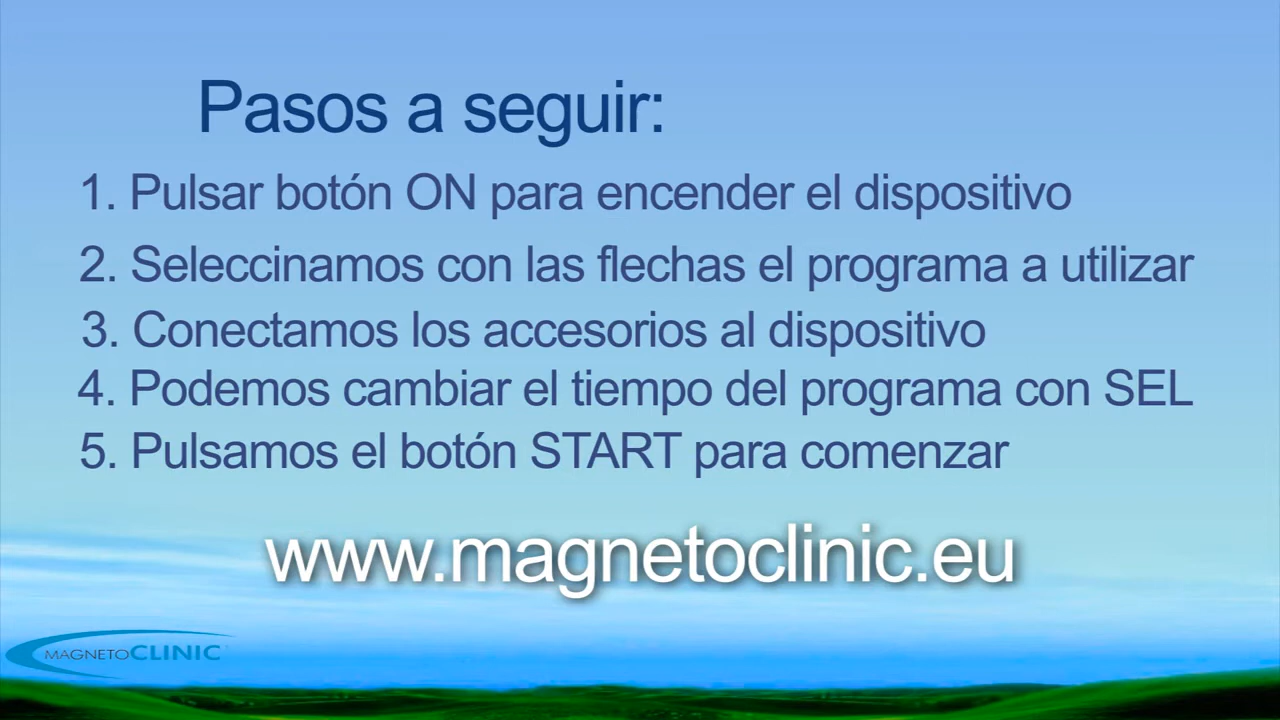 Pasos a seguir:
1. Pulsar botón ON para encender el dispositivo
2. Seleccinamos con las flechas el programa a utilizar
3. Conectamos los accesorios al dispositivo
4. Podemos cambiar el tiempo del programa con SEL
5. Pulsamos el botón START para comenzar
www.magnetoclinic.eu
MAGNETOCLINIC